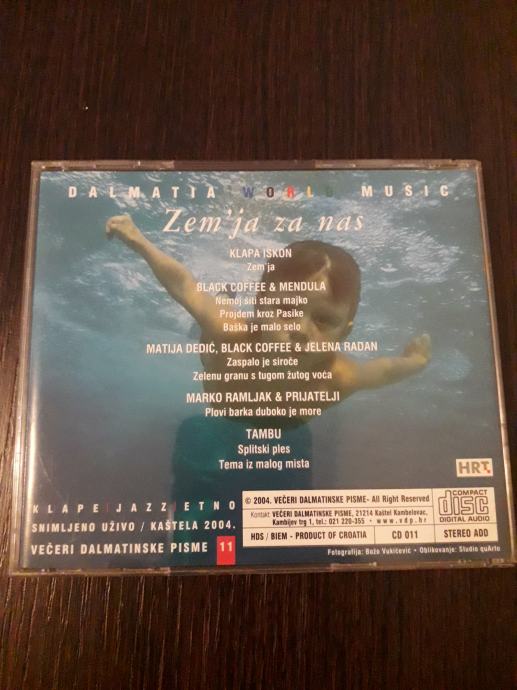 DALMATIA WORLD MUSIC
Zem'ja za nas
KLAPA ISKON
Zem'ja
BLACK COFFEE & MENDULA
Nemoj šiti stara majko
Projdem kroz Pasike
Baška je malo selo
MATIJA DEDIĆ, BLACK COFFEE & JELENA RADAN
Zaspalo je siroče
Zelenu granu s tugom žutog voća
MARKO RAMLJAK & PRIJATELJI
Plovi barka duboko je more
TAMBU
Splitski ples
Tema iz malog mista
HRT
KLAPE|JAZZ|ETNO
SNIMLJENO UŽIVO / KAŠTELA 2004.
VEČERI DALMATINSKE PISME 11
© 2004. VEČERI DALMATINSKE PISME- All Right Reserved
Kontakt: VEČERI DALMATINSKE PISME, 21214 Kaštel Kambelovac,
Kambijev trg 1, tel.: 021 220-355 • www.vdp.hr
HDS / BIEM - PRODUCT OF CROATIA
CD 011
COMPACT
disc
DIGITAL AUDIO
STEREO ADD
Fotografija: Božo Vukičević • Oblikovanje: Studio quArto